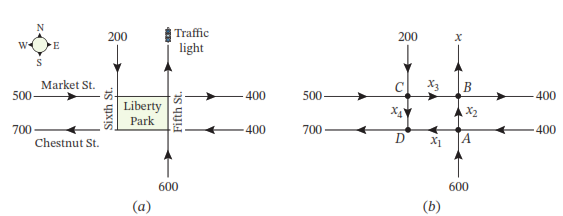 N
W E
S
200
Traffic
light
Market St.
500
400
Sixth St.
Liberty
Park
Fifth St.
700
400
Chestnut St.
600
(a)
200
x
500
C
x3
B
400
x4
x2
700
D
x1
A
400
600
(b)